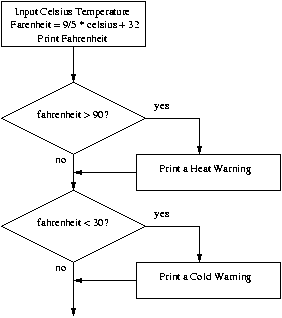 Input Celsius Temperature
Farenheit = 9/5 * celsius + 32
Print Fahrenheit
fahrenheit > 90?
yes
no
Print a Heat Warning
fahrenheit < 30?
yes
no
Print a Cold Warning